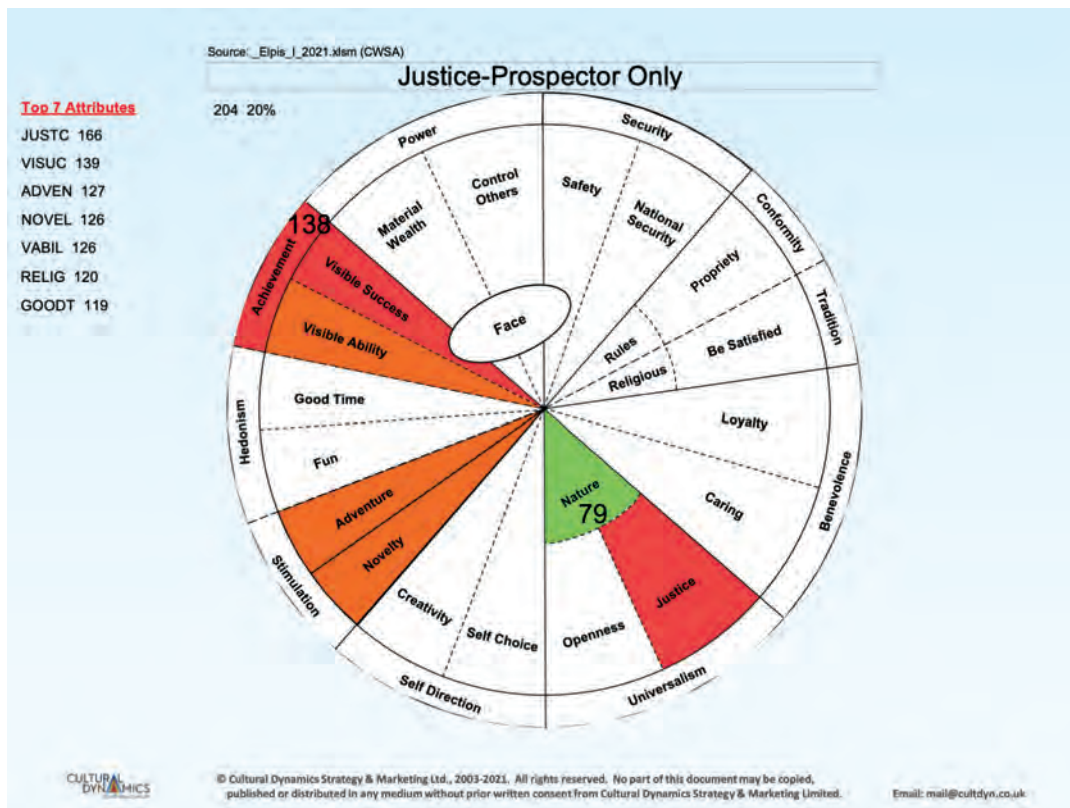 Source:_Elpis_I_2021.xlsm (CWSA)
Justice-Prospector Only
204 20%
Top 7 Attributes
JUSTC 166
VISUC 139
ADVEN 127
NOVEL 126
VABIL 126
RELIG 120
GOODT 119
Power
Security
Conformity
Tradition
Benevolence
Universalism
Self Direction
Stimulation
Hedonism
Achievement
138
Material
Wealth
Control
Others
Safety
National
Security
Propriety
Be Satisfied
Rules
Religious
Face
Visible Success
Visible Ability
Good Time
Fun
Adventure
Novelty
Creativity
Self Choice
Openness
Justice
Nature
79
Caring
Loyalty
CULTURAL
DYNAMICS
© Cultural Dynamics Strategy & Marketing Ltd., 2003-2021. All rights reserved. No part of this document may be copied,
published or distributed in any medium without prior written consent from Cultural Dynamics Strategy & Marketing Limited.
Email: mail@cultdyn.co.uk